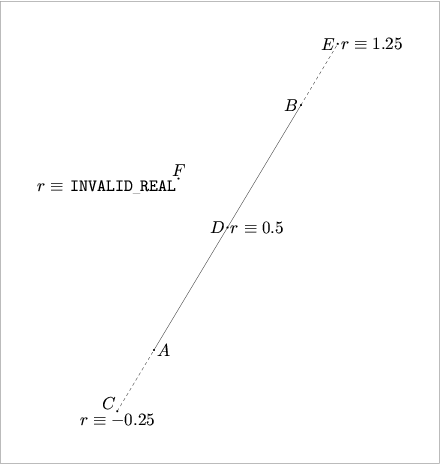 E r ≡ 1.25
B
F
r ≡ INVALID_REAL
D r ≡ 0.5
A
C
r ≡ −0.25